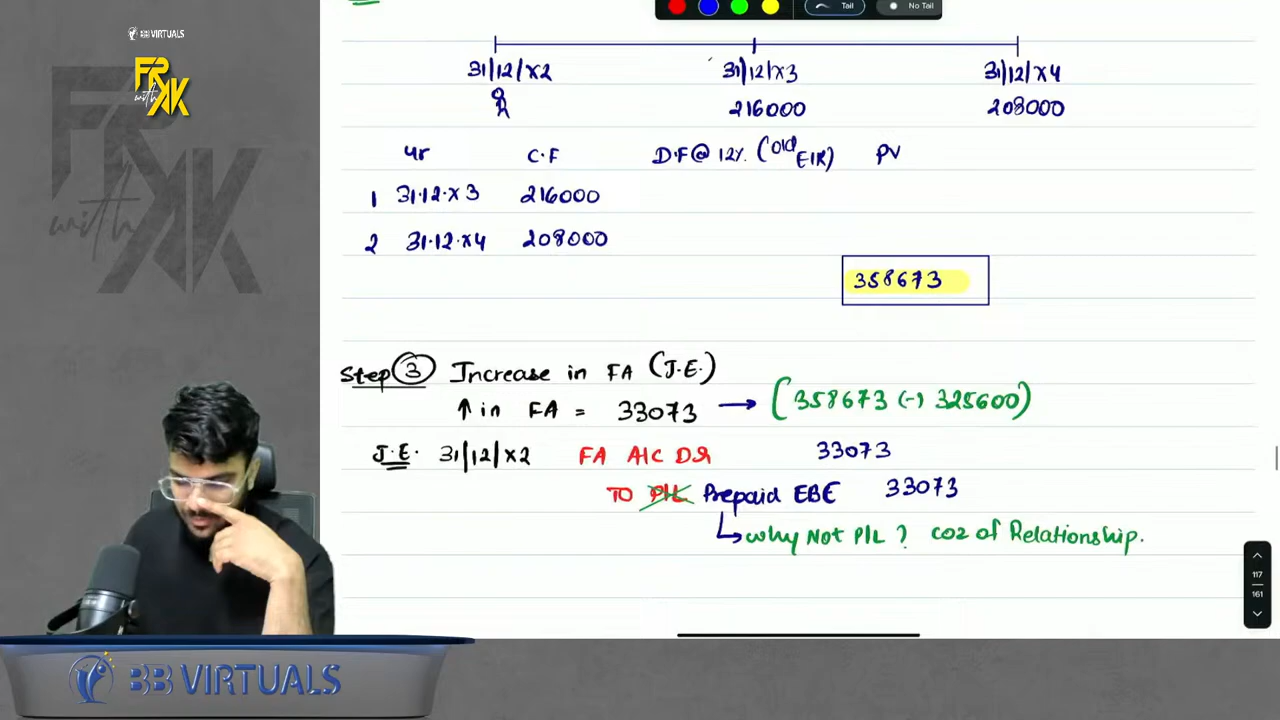 BB VIRTUALS
FR
with
KK
Tail
No Tail
31/12/X2 31/12/X3 31/12/X4
216000 208000
Yr C.F D.F@ 12%. (Old EIR) PV
1 31.12.X3 216000
2 31.12.X4 208000
358673
Step 3 Increase in FA (J.E.)
↑ in FA = 33073 → (358673 (-) 325600)
J.E. 31/12/X2 FA A/C DR 33073
TO P/L Prepaid EBE 33073
Why Not P/L ? coz of Relationship.
117
161
BB VIRTUALS